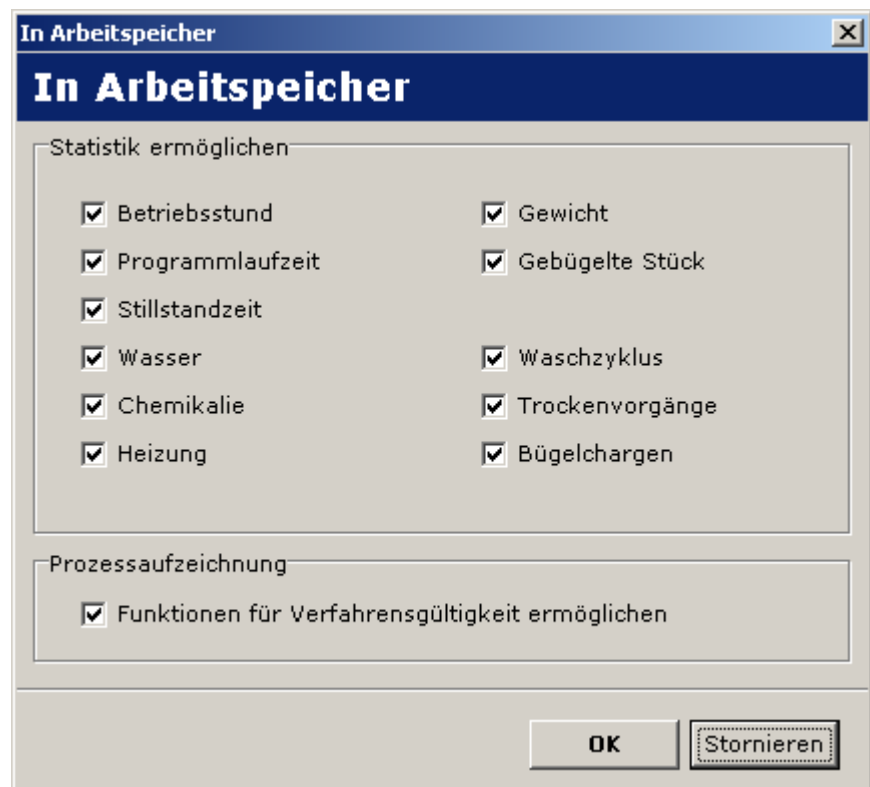 In Arbeitspeicher
In Arbeitspeicher
Statistik ermöglichen
Betriebsstund
Gewicht
Programmlaufzeit
Gebügelte Stück
Stillstandzeit
Wasser
Waschzyklus
Chemikalie
Trockenvorgänge
Heizung
Bügelchargen
Prozessaufzeichnung
Funktionen für Verfahrensgültigkeit ermöglichen
OK
Stornieren